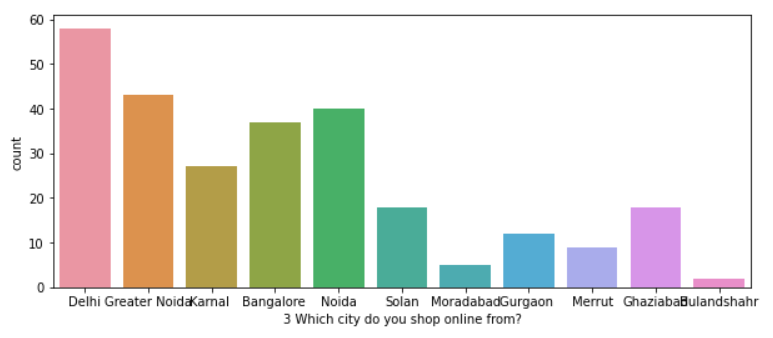 60
50
40
30
20
10
0
count
Delhi Greater Noida Karnal Bangalore Noida Solan Moradabad Gurgaon Merrut Ghaziabad Bulandshahr
3 Which city do you shop online from?